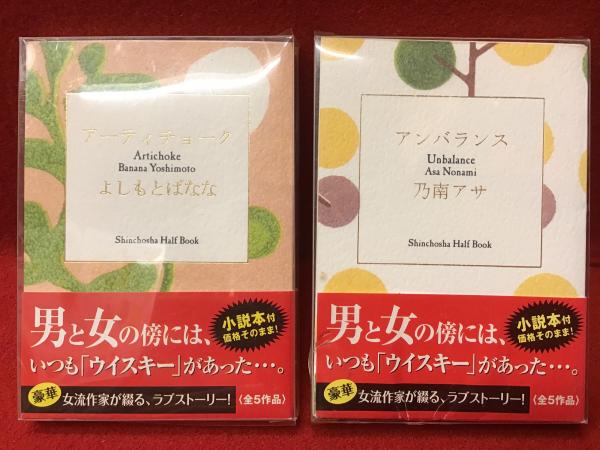 アーティチョーク
Artichoke
Banana Yoshimoto
よしもとばなな
Shinchosha Half Book
男と女の傍には、
いつも「ウイスキー」があった…。
小説本付
価格そのまま!
豪華
女流作家が綴る、ラブストーリー!
〈全5作品〉
アンバランス
Unbalance
Asa Nonami
乃南アサ
Shinchosha Half Book
男と女の傍には、
いつも「ウイスキー」があった…。
小説本付
価格そのまま!
豪華
女流作家が綴る、ラブストーリー!
〈全5作品〉